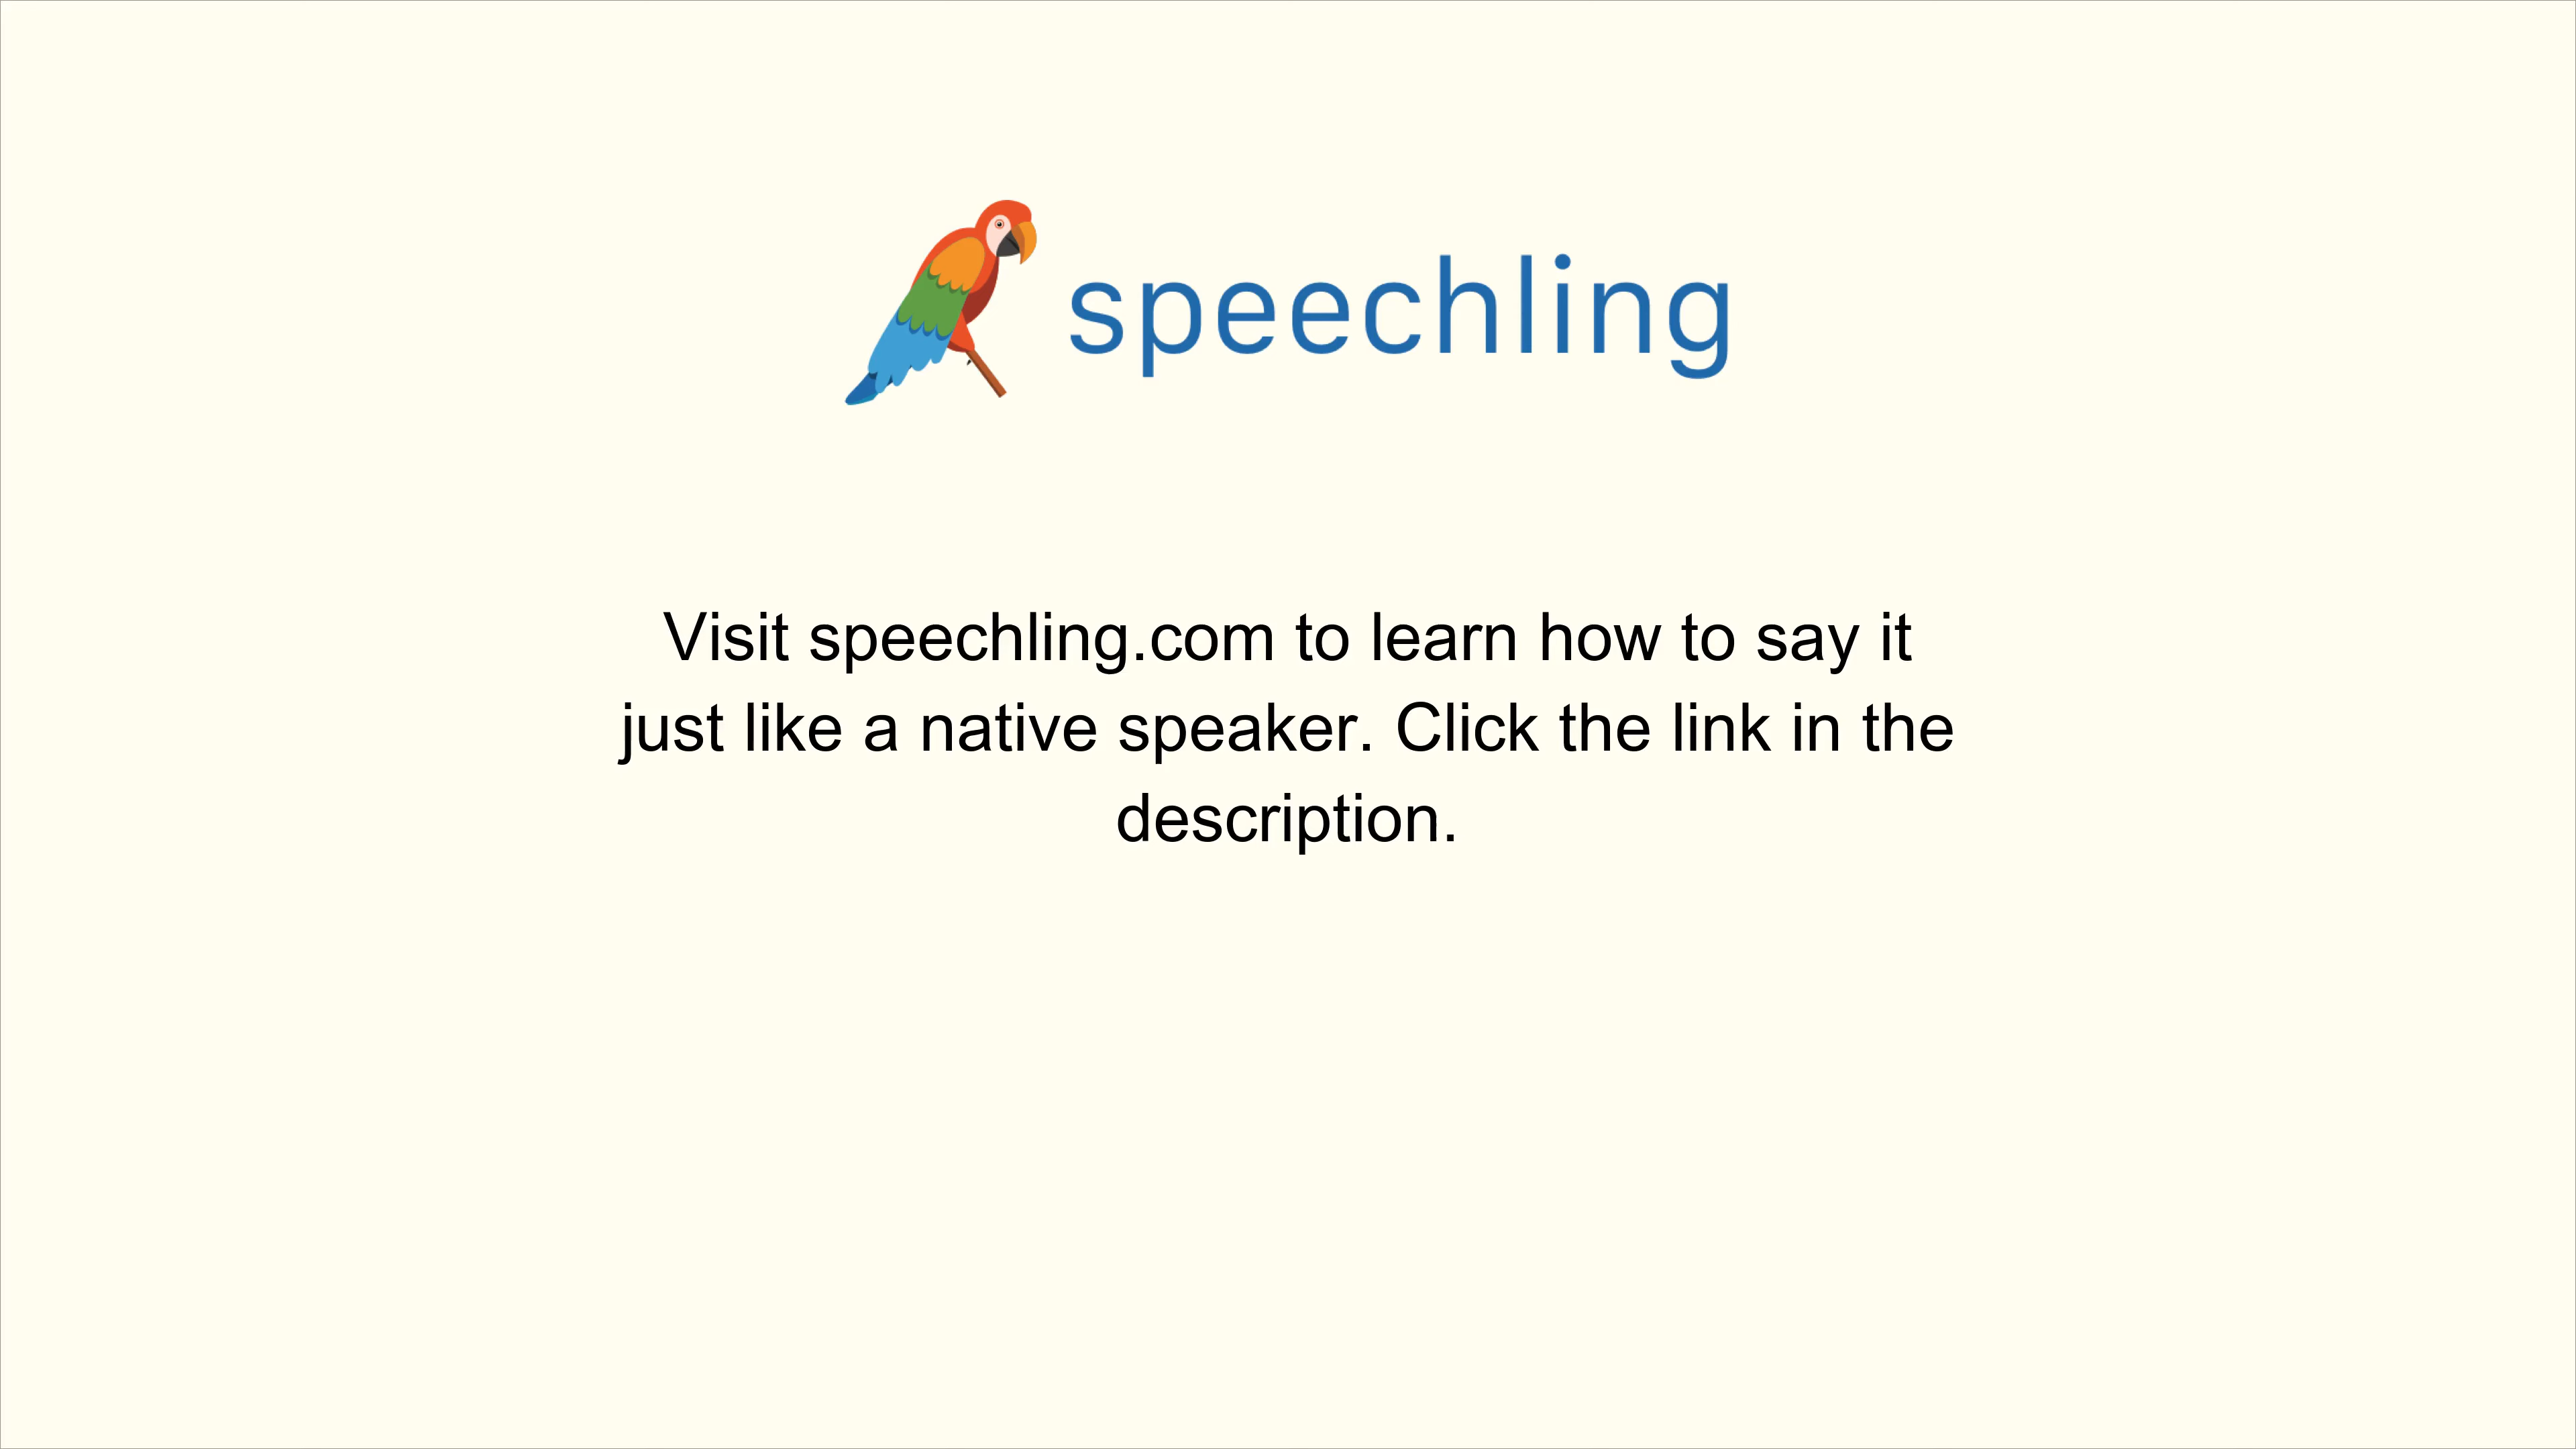 speechling
Visit speechling.com to learn how to say it
just like a native speaker. Click the link in the
description.